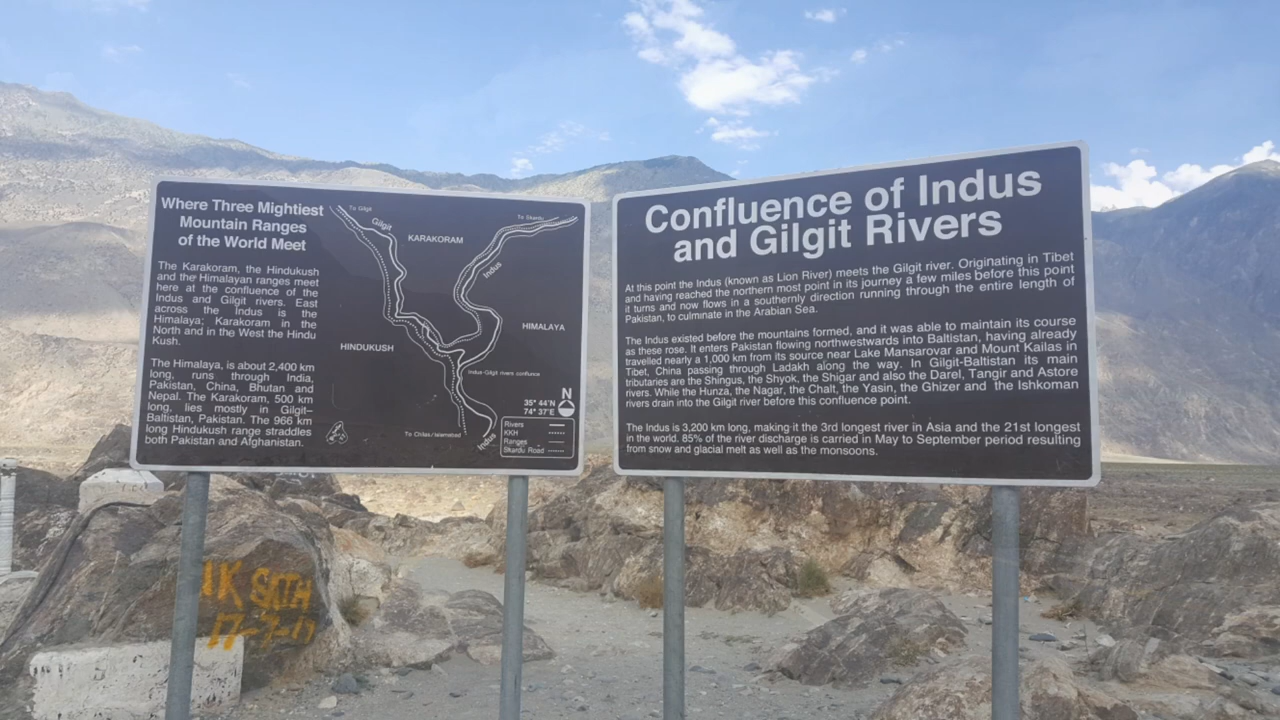 Where Three Mightiest
Mountain Ranges
of the World Meet
The Karakoram, the Hindukush
and the Himalayan ranges meet
here at the confluence of the
Indus and Gilgit rivers. East
across the Indus is the
Himalaya; Karakoram in the
North and in the West the Hindu
Kush.
The Himalaya, is about 2,400 km
long, runs through India,
Pakistan, China, Bhutan and
Nepal. The Karakoram, 500 km
long, lies mostly in Gilgit–
Baltistan, Pakistan. The 966 km
long Hindukush range straddles
both Pakistan and Afghanistan.
To Gilgit
Gilgit
KARAKORAM
To Skardu
Indus
HIMALAYA
HINDUKUSH
Indus-Gilgit rivers confluence
N
35° 44'N
74° 37'E
To Chilas/Islamabad
Indus
Rivers
KKH
Ranges
Skardu Road
Confluence of Indus
and Gilgit Rivers
At this point the Indus (known as Lion River) meets the Gilgit river. Originating in Tibet
and having reached the northern most point in its journey a few miles before this point
it turns and now flows in a southernly direction running through the entire length of
Pakistan, to culminate in the Arabian Sea.
The Indus existed before the mountains formed, and it was able to maintain its course
as these rose. It enters Pakistan flowing northwestwards into Baltistan, having already
travelled nearly a 1,000 km from its source near Lake Mansarovar and Mount Kailas in
Tibet, China passing through Ladakh along the way. In Gilgit-Baltistan its main
tributaries are the Shingus, the Shyok, the Shigar and also the Darel, Tangir and Astore
rivers. While the Hunza, the Nagar, the Chalt, the Yasin, the Ghizer and the Ishkoman
rivers drain into the Gilgit river before this confluence point.
The Indus is 3,200 km long, making it the 3rd longest river in Asia and the 21st longest
in the world. 85% of the river discharge is carried in May to September period resulting
from snow and glacial melt as well as the monsoons.